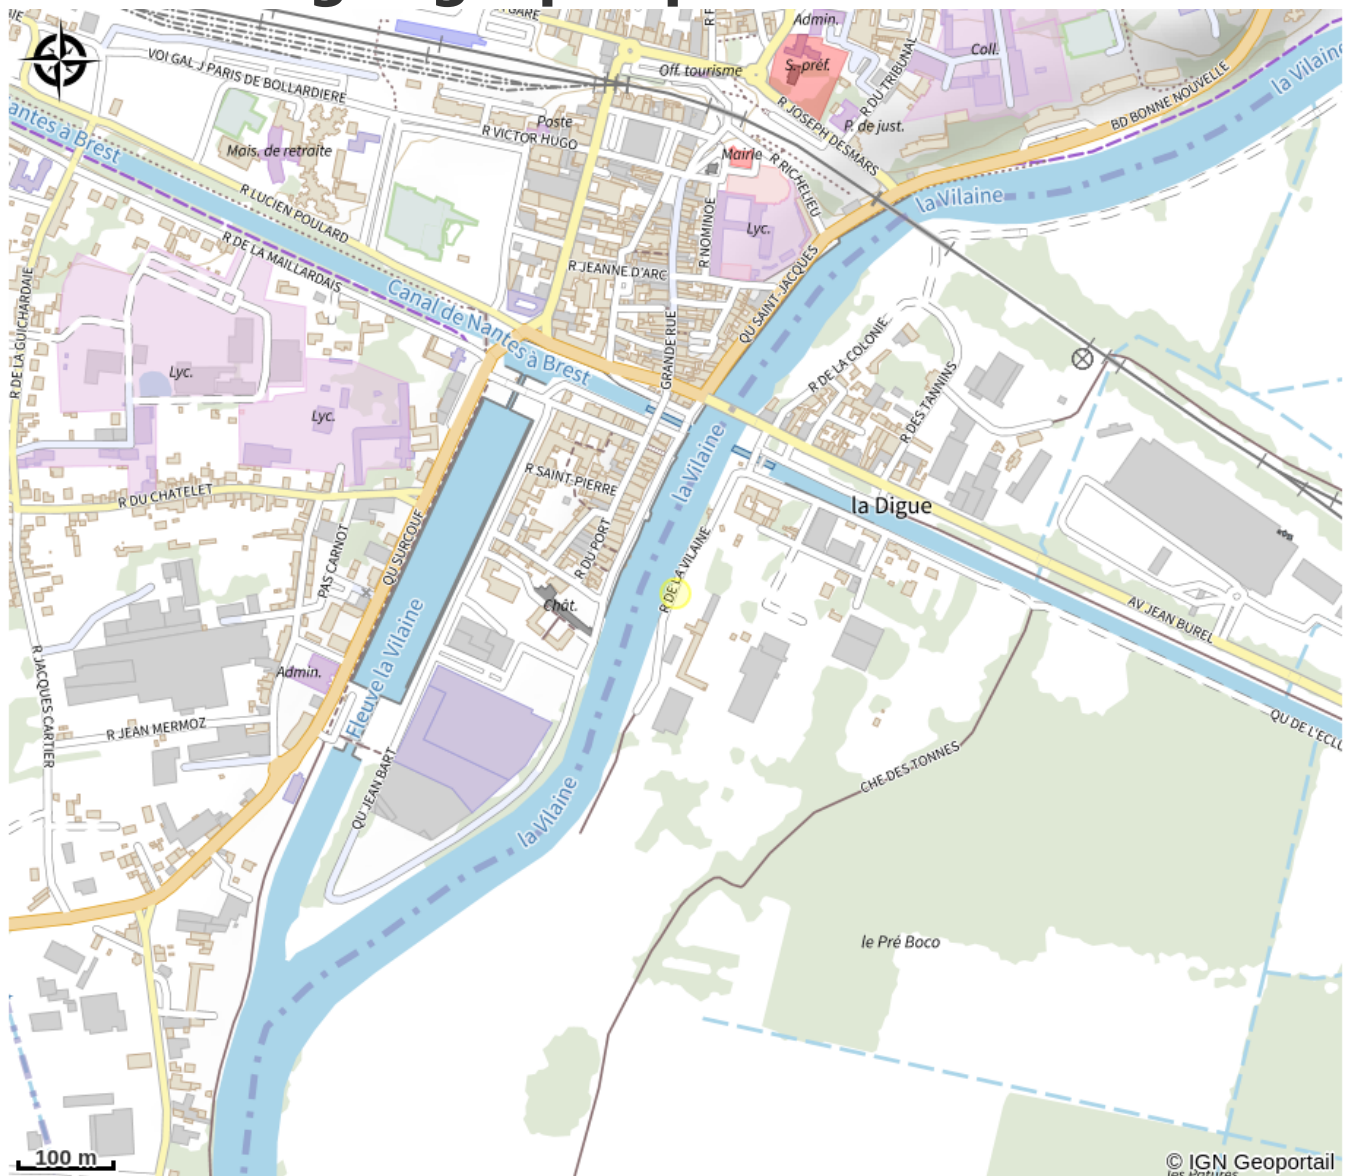 GARE
Admin.
Coll.
la Vilaine
VOI GAL J PARIS DE BOLLARDIERE
Off. tourisme
S.-préf.
R DU TRIBUNAL
BD BONNE NOUVELLE
R JOSEPH DESMARS
P. de just.
antes à Brest
Poste
R VICTOR HUGO
Mais. de retraite
Mairie
R RICHELIEU
R LUCIEN POULARD
la Vilaine
R NOMINOE
Lyc.
R DE LA MAILLARDAIS
R JEANNE D'ARC
QU SAINT-JACQUES
Canal de Nantes à Brest
R DE LA GUICHARDAIE
GRANDE RUE
R DE LA COLONIE
Lyc.
R DES TANNINS
Lyc.
la Vilaine
R SAINT-PIERRE
R DU CHATELET
la Digue
QU SURCOUF
PAS CARNOT
R DU PORT
R DE LA VILAINE
Chât.
AV JEAN BUREL
Fleuve la Vilaine
Admin.
R JACQUES CARTIER
R JEAN MERMOZ
QU DE L'ECLU
CHE DES TONNES
QU JEAN BART
la Vilaine
le Pré Boco
100 m
les Patures
© IGN Geoportail